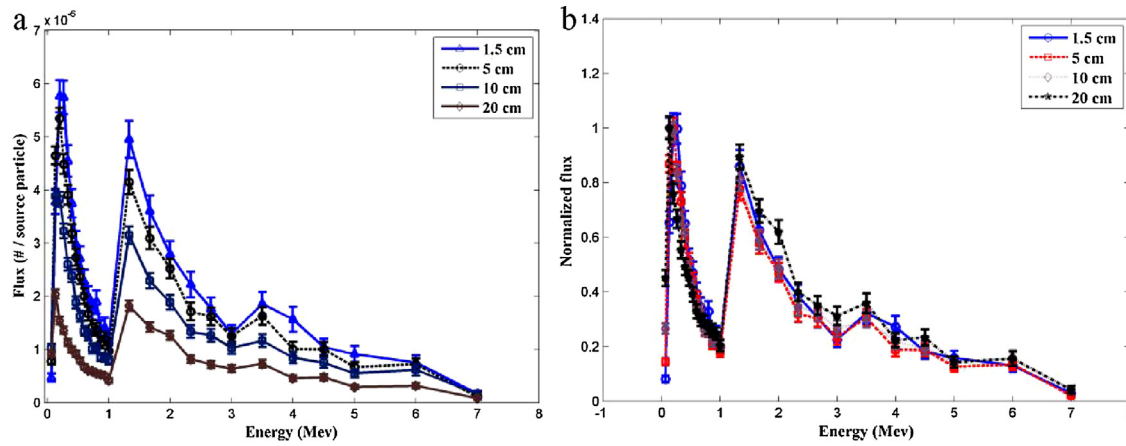 a
x 10⁻⁶
7
6
5
4
3
2
1
0
Flux (# / source particle)
0 1 2 3 4 5 6 7 8
Energy (Mev)
1.5 cm
5 cm
10 cm
20 cm
b
1.4
1.2
1
0.8
0.6
0.4
0.2
0
Normalized flux
-1 0 1 2 3 4 5 6 7 8
Energy (Mev)
1.5 cm
5 cm
10 cm
20 cm